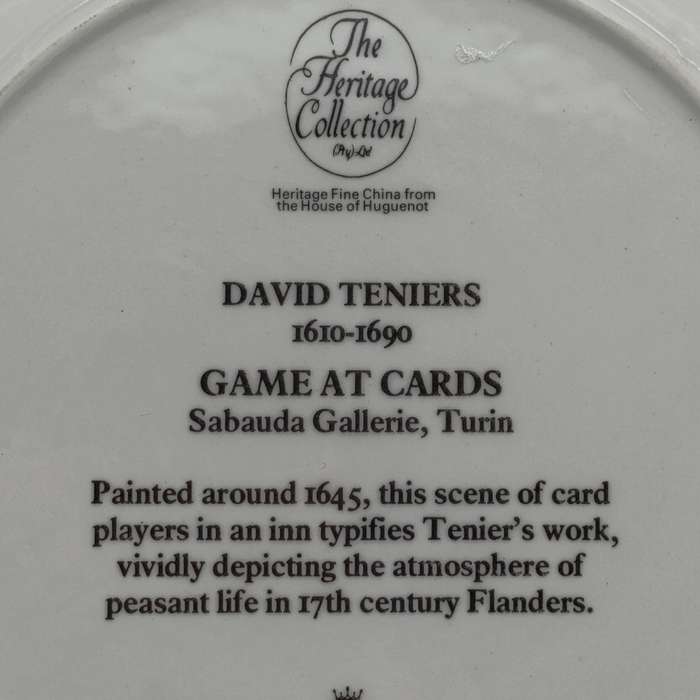 The
Heritage
Collection
(Pty) Ltd
Heritage Fine China from
the House of Huguenot
DAVID TENIERS
1610-1690
GAME AT CARDS
Sabauda Gallerie, Turin
Painted around 1645, this scene of card
players in an inn typifies Tenier's work,
vividly depicting the atmosphere of
peasant life in 17th century Flanders.